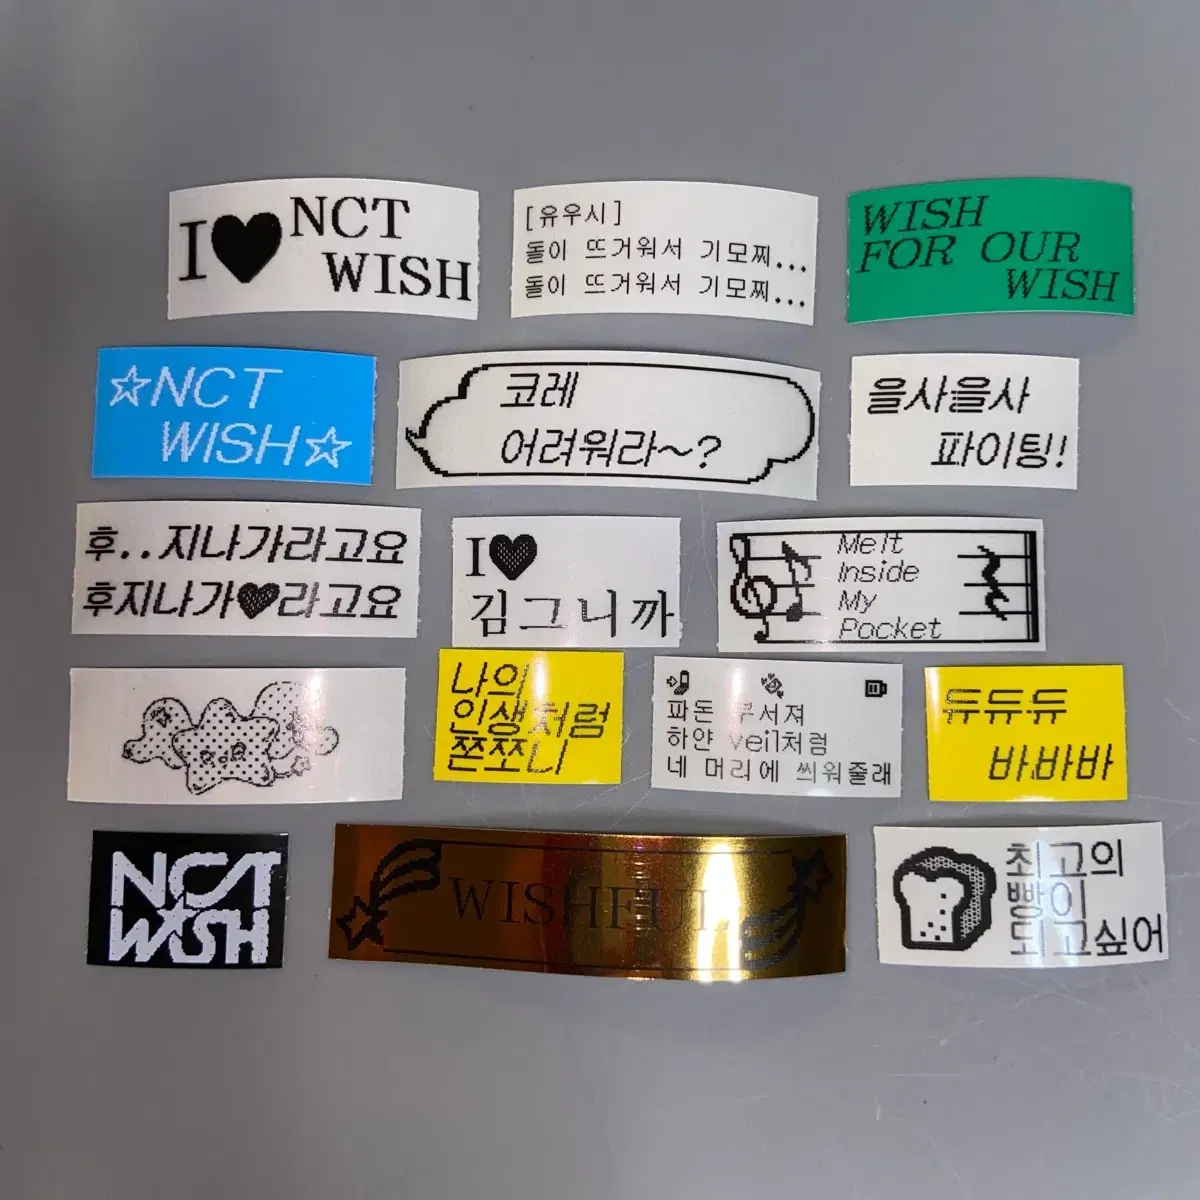 I♥NCT
WISH
[유우시]
돌이 뜨거워서 기모찌...
돌이 뜨거워서 기모찌...
WISH
FOR OUR
WISH
☆NCT
WISH☆
코레
어려워라~?
을사을사
파이팅!
후..지나가라고요
후지나가♥라고요
I♥
김그니까
Melt
Inside
My
Pocket
나의
인생처럼
쫀쪼니
파돈 부서져
하얀 veil처럼
네 머리에 씌워줄래
듀듀듀
바바바
NCT
WISH
WISHFUL
최고의
빵이
되고싶어